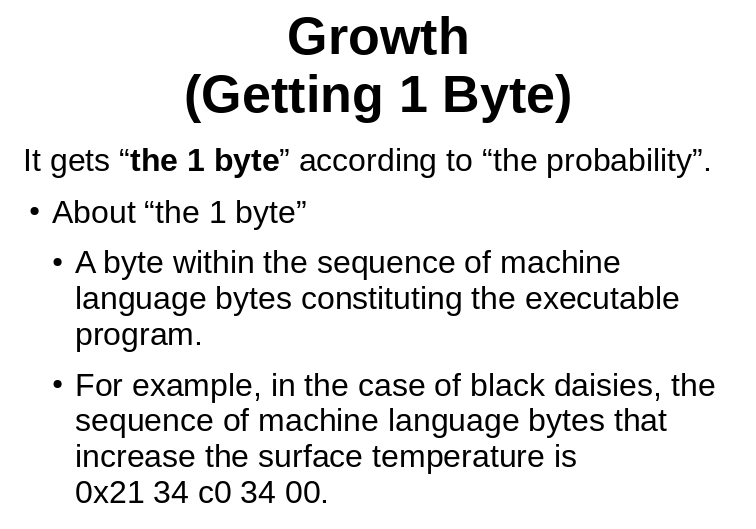 Growth
(Getting 1 Byte)
It gets “the 1 byte” according to “the probability”.
• About “the 1 byte”
• A byte within the sequence of machine
language bytes constituting the executable
program.
• For example, in the case of black daisies, the
sequence of machine language bytes that
increase the surface temperature is
0x21 34 c0 34 00.